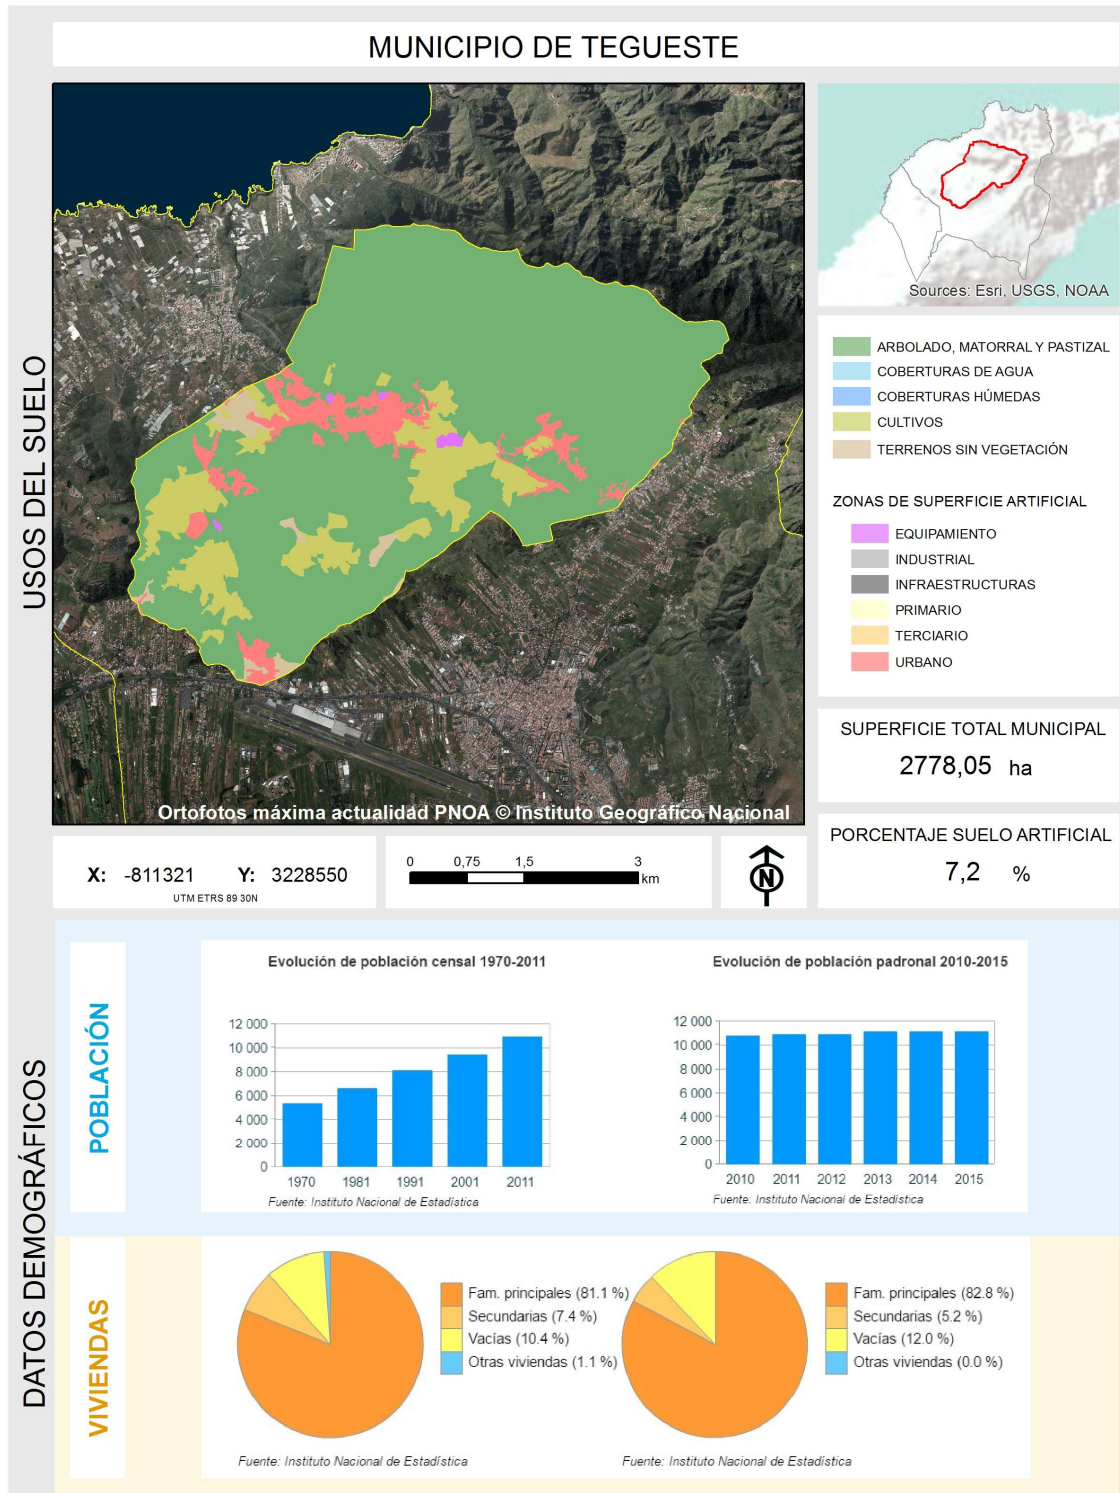 MUNICIPIO DE TEGUESTE
USOS DEL SUELO
Ortofotos máxima actualidad PNOA © Instituto Geográfico Nacional
Sources: Esri, USGS, NOAA
ARBOLADO, MATORRAL Y PASTIZAL
COBERTURAS DE AGUA
COBERTURAS HÚMEDAS
CULTIVOS
TERRENOS SIN VEGETACIÓN
ZONAS DE SUPERFICIE ARTIFICIAL
EQUIPAMIENTO
INDUSTRIAL
INFRAESTRUCTURAS
PRIMARIO
TERCIARIO
URBANO
SUPERFICIE TOTAL MUNICIPAL
2778,05 ha
PORCENTAJE SUELO ARTIFICIAL
7,2 %
X: -811321 Y: 3228550
UTM ETRS 89 30N
0 0,75 1,5 3
km
N
DATOS DEMOGRÁFICOS
POBLACIÓN
Evolución de población censal 1970-2011
12 000
10 000
8 000
6 000
4 000
2 000
0
1970 1981 1991 2001 2011
Fuente: Instituto Nacional de Estadística
Evolución de población padronal 2010-2015
12 000
10 000
8 000
6 000
4 000
2 000
0
2010 2011 2012 2013 2014 2015
Fuente: Instituto Nacional de Estadística
VIVIENDAS
Fam. principales (81.1 %)
Secundarias (7.4 %)
Vacías (10.4 %)
Otras viviendas (1.1 %)
Fuente: Instituto Nacional de Estadística
Fam. principales (82.8 %)
Secundarias (5.2 %)
Vacías (12.0 %)
Otras viviendas (0.0 %)
Fuente: Instituto Nacional de Estadística